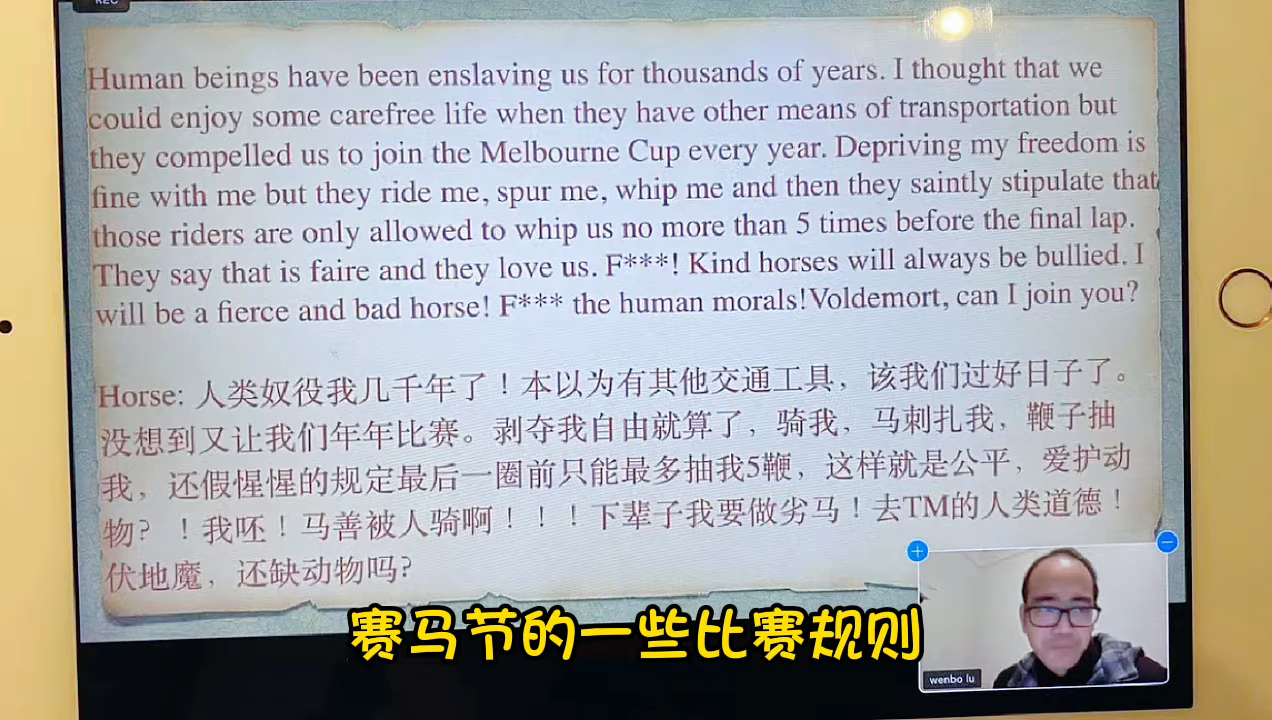 REC
Human beings have been enslaving us for thousands of years. I thought that we
could enjoy some carefree life when they have other means of transportation but
they compelled us to join the Melbourne Cup every year. Depriving my freedom is
fine with me but they ride me, spur me, whip me and then they saintly stipulate that
those riders are only allowed to whip us no more than 5 times before the final lap.
They say that is faire and they love us. F***! Kind horses will always be bullied. I
will be a fierce and bad horse! F*** the human morals!Voldemort, can I join you?
Horse: 人类奴役我几千年了！本以为有其他交通工具，该我们过好日子了。
没想到又让我们年年比赛。剥夺我自由就算了，骑我，马刺扎我，鞭子抽
我，还假惺惺的规定最后一圈前只能最多抽我5鞭，这样就是公平，爱护动
物？！我呸！马善被人骑啊！！！下辈子我要做劣马！去TM的人类道德！
伏地魔，还缺动物吗?
赛马节的一些比赛规则
wenbo lu